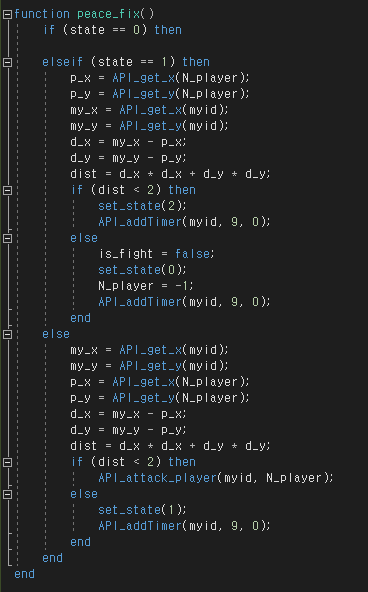 function peace_fix()
if (state == 0) then
elseif (state == 1) then
p_x = API_get_x(N_player);
p_y = API_get_y(N_player);
my_x = API_get_x(myid);
my_y = API_get_y(myid);
d_x = my_x - p_x;
d_y = my_y - p_y;
dist = d_x * d_x + d_y * d_y;
if (dist < 2) then
set_state(2);
API_addTimer(myid, 9, 0);
else
is_fight = false;
set_state(0);
N_player = -1;
API_addTimer(myid, 9, 0);
end
else
my_x = API_get_x(myid);
my_y = API_get_y(myid);
p_x = API_get_x(N_player);
p_y = API_get_y(N_player);
d_x = my_x - p_x;
d_y = my_y - p_y;
dist = d_x * d_x + d_y * d_y;
if (dist < 2) then
API_attack_player(myid, N_player);
else
set_state(1);
API_addTimer(myid, 9, 0);
end
end
end